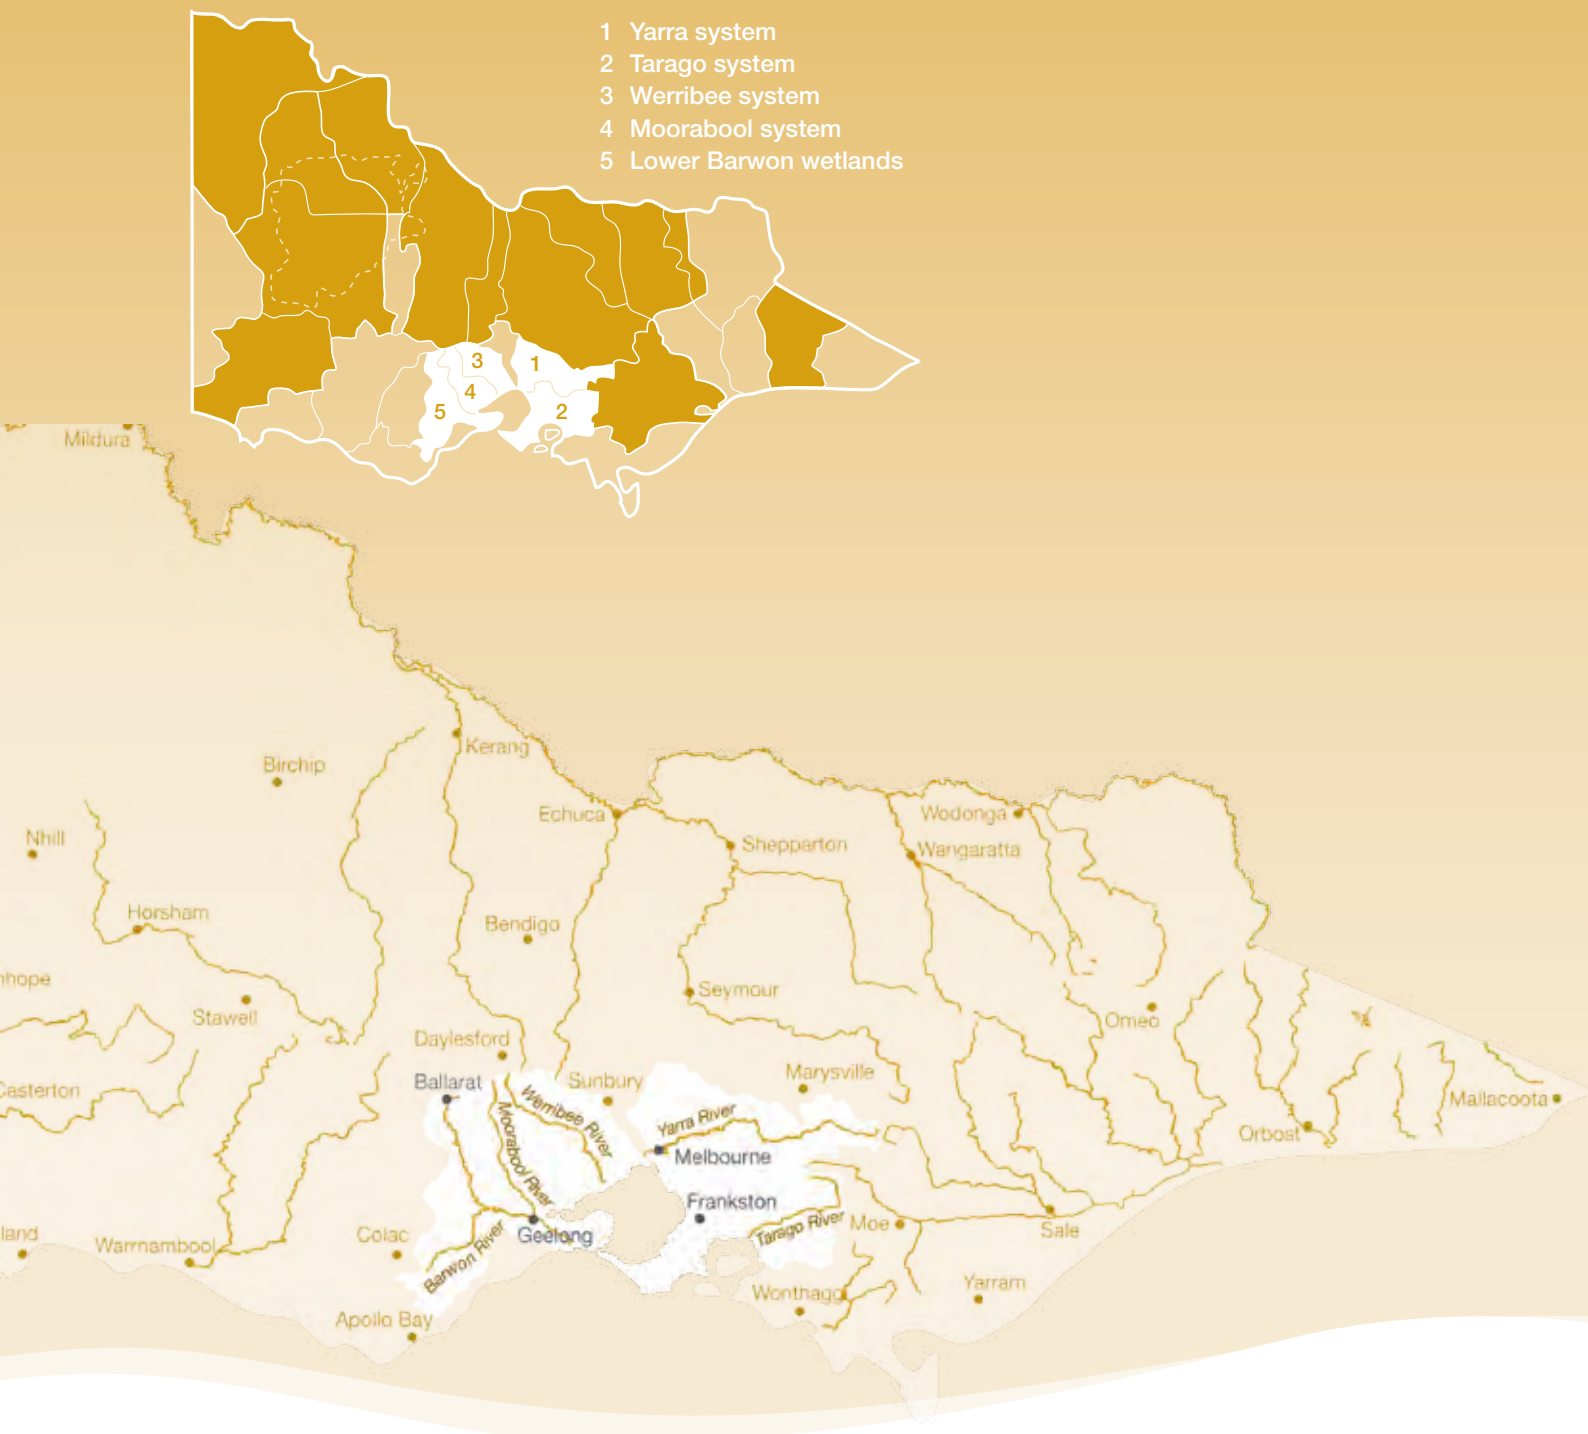 1 Yarra system
2 Tarago system
3 Werribee system
4 Moorabool system
5 Lower Barwon wetlands
3
1
4
5
2
Mildura
Kerang
Birchip
Echuca
Wodonga
Nhill
Shepparton
Wangaratta
Horsham
Bendigo
nhope
Seymour
Stawell
Omeo
Daylesford
Marysville
Ballarat
Sunbury
Casterton
Mallacoota
Werribee River
Yarra River
Orbost
Moorabool River
Melbourne
Frankston
Tarago River
Moe
Sale
land
Warrnambool
Colac
Geelong
Barwon River
Yarram
Wonthagg
Apollo Bay